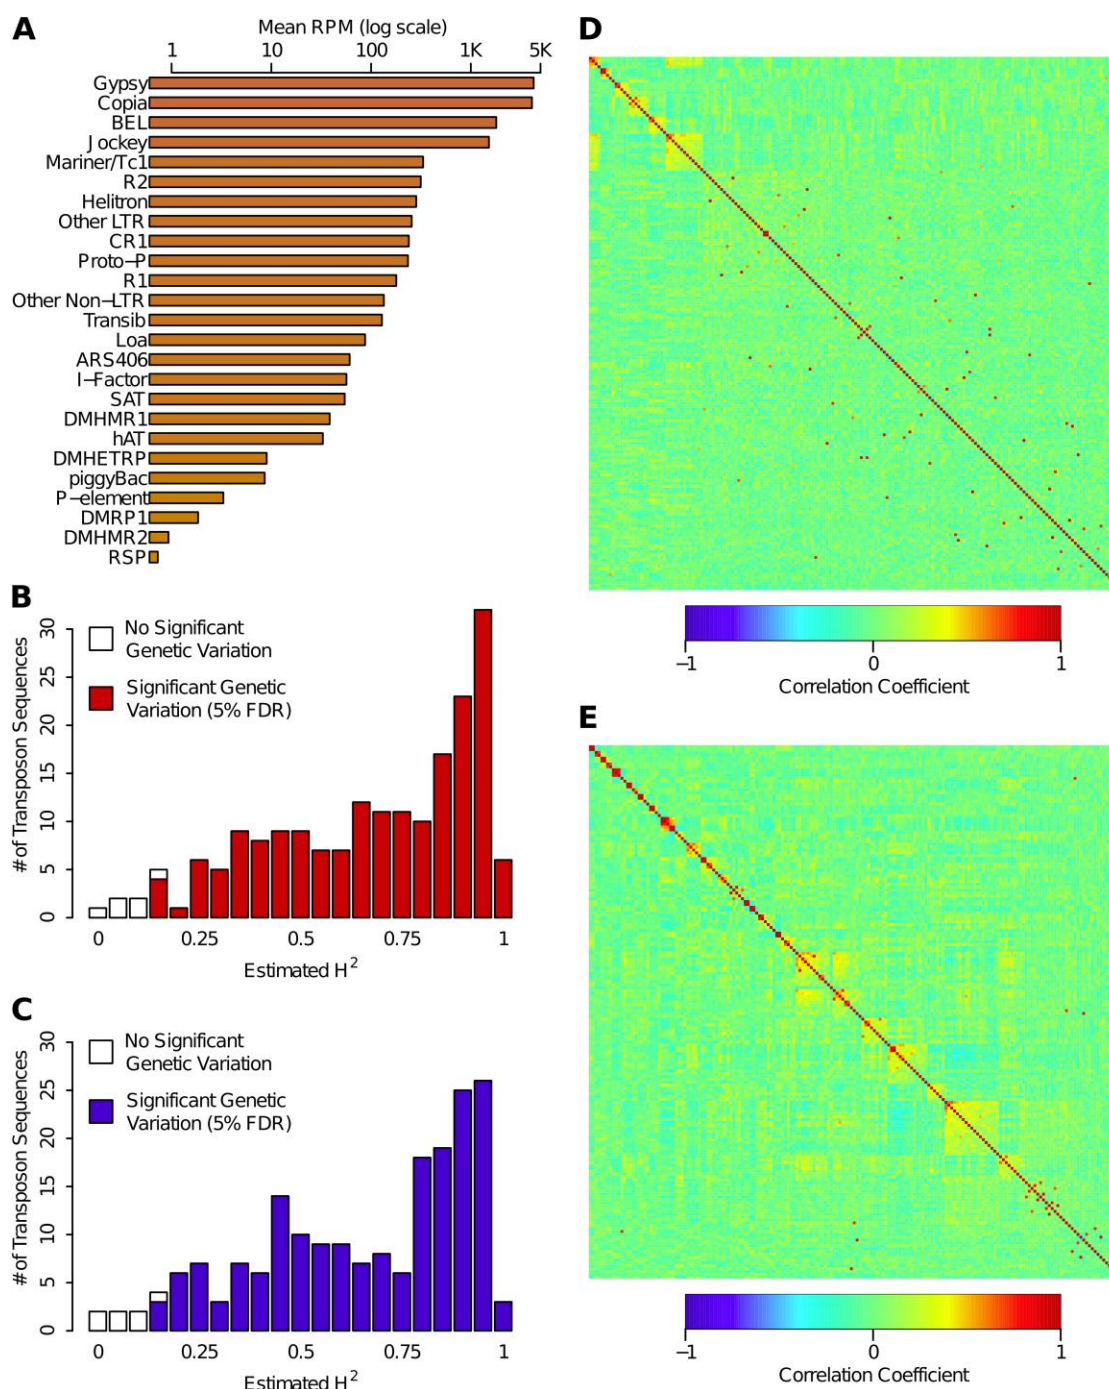 A
Mean RPM (log scale)
1 10 100 1K 5K
Gypsy
Copia
BEL
Jockey
Mariner/Tc1
R2
Helitron
Other LTR
CR1
Proto−P
R1
Other Non−LTR
Transib
Loa
ARS406
I−Factor
SAT
DMHMR1
hAT
DMHETRP
piggyBac
P−element
DMRP1
DMHMR2
RSP
B
# of Transposon Sequences
30
25
20
15
10
5
0
No Significant
Genetic Variation
Significant Genetic
Variation (5% FDR)
0 0.25 0.5 0.75 1
Estimated H²
C
# of Transposon Sequences
30
25
20
15
10
5
0
No Significant
Genetic Variation
Significant Genetic
Variation (5% FDR)
0 0.25 0.5 0.75 1
Estimated H²
D
−1 0 1
Correlation Coefficient
E
−1 0 1
Correlation Coefficient